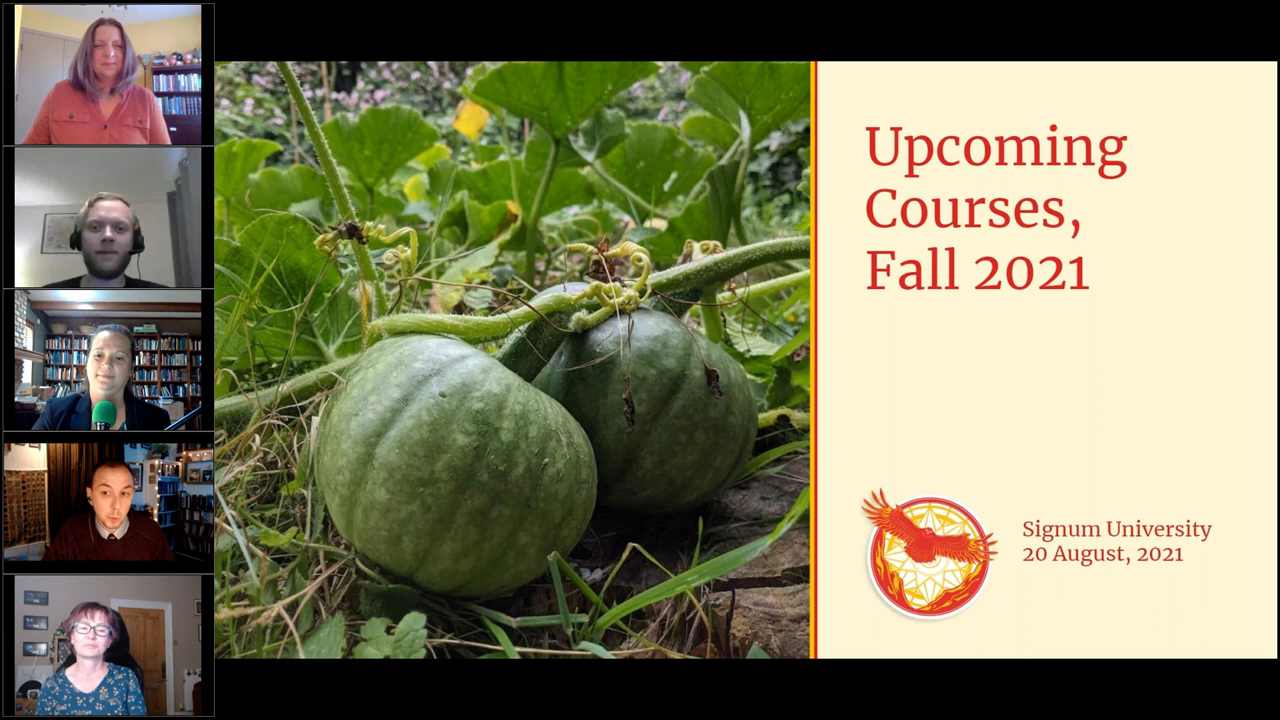 Upcoming
Courses,
Fall 2021
Signum University
20 August, 2021